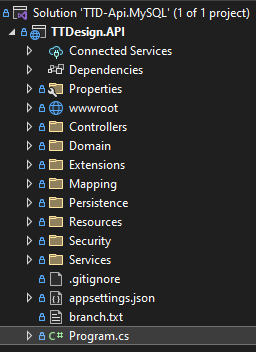 Solution 'TTD-Api.MySQL' (1 of 1 project)
TTDesign.API
Connected Services
Dependencies
Properties
wwwroot
Controllers
Domain
Extensions
Mapping
Persistence
Resources
Security
Services
.gitignore
appsettings.json
branch.txt
C# Program.cs